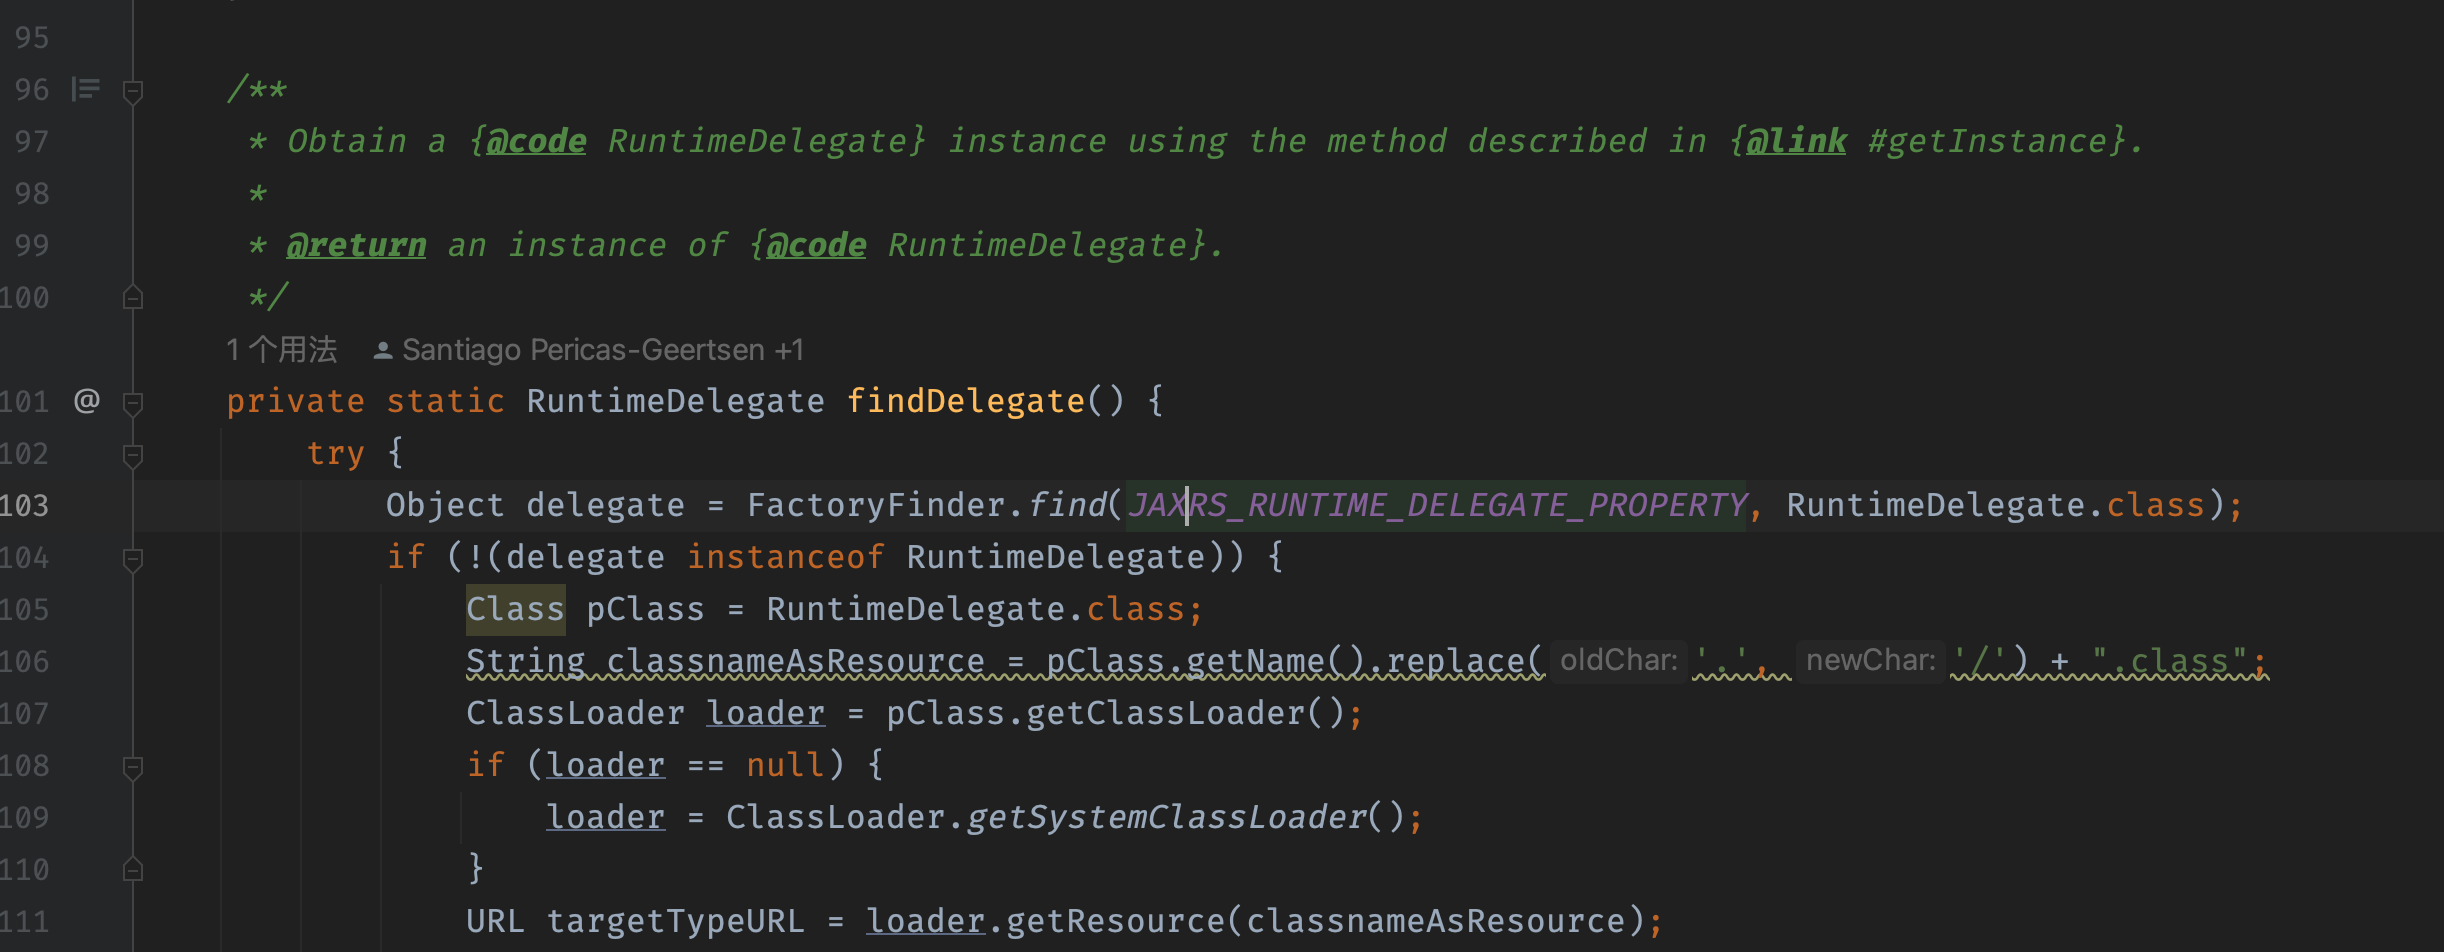 95
96 /**
97 * Obtain a {@code RuntimeDelegate} instance using the method described in {@link #getInstance}.
98 *
99 * @return an instance of {@code RuntimeDelegate}.
100 */
1 个用法 Santiago Pericas-Geertsen +1
101 @ private static RuntimeDelegate findDelegate() {
102 try {
103 Object delegate = FactoryFinder.find(JAXRS_RUNTIME_DELEGATE_PROPERTY, RuntimeDelegate.class);
104 if (!(delegate instanceof RuntimeDelegate)) {
105 Class pClass = RuntimeDelegate.class;
106 String classnameAsResource = pClass.getName().replace( oldChar: '.', newChar: '/') + ".class";
107 ClassLoader loader = pClass.getClassLoader();
108 if (loader == null) {
109 loader = ClassLoader.getSystemClassLoader();
110 }
111 URL targetTypeURL = loader.getResource(classnameAsResource);